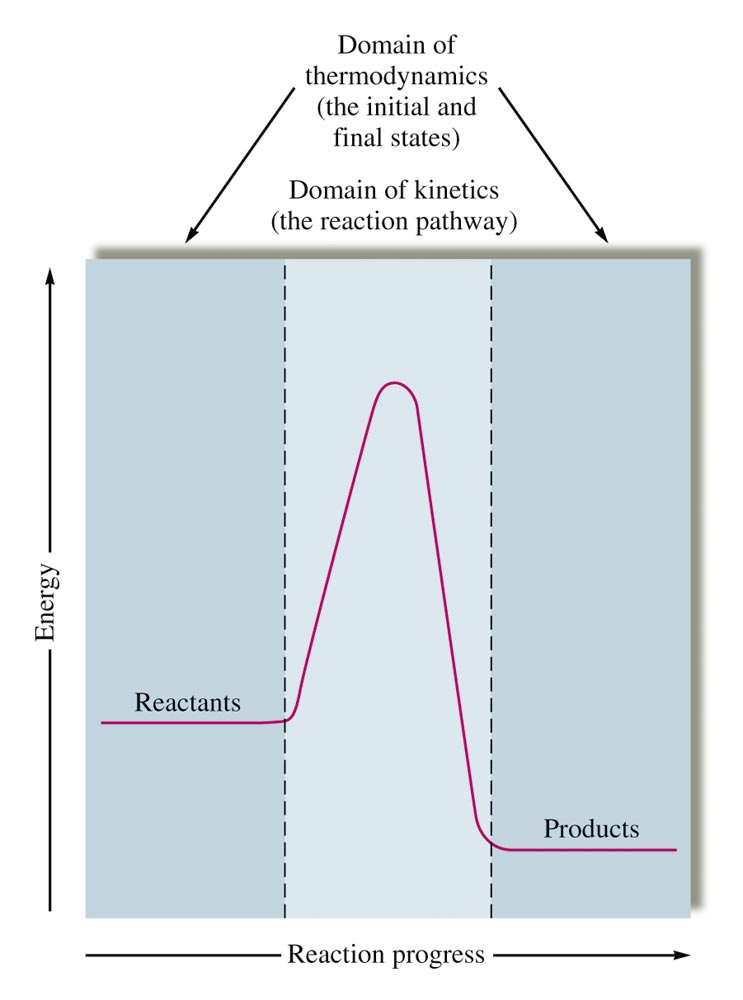 Domain of
thermodynamics
(the initial and
final states)
Domain of kinetics
(the reaction pathway)
Energy
Reactants
Products
Reaction progress